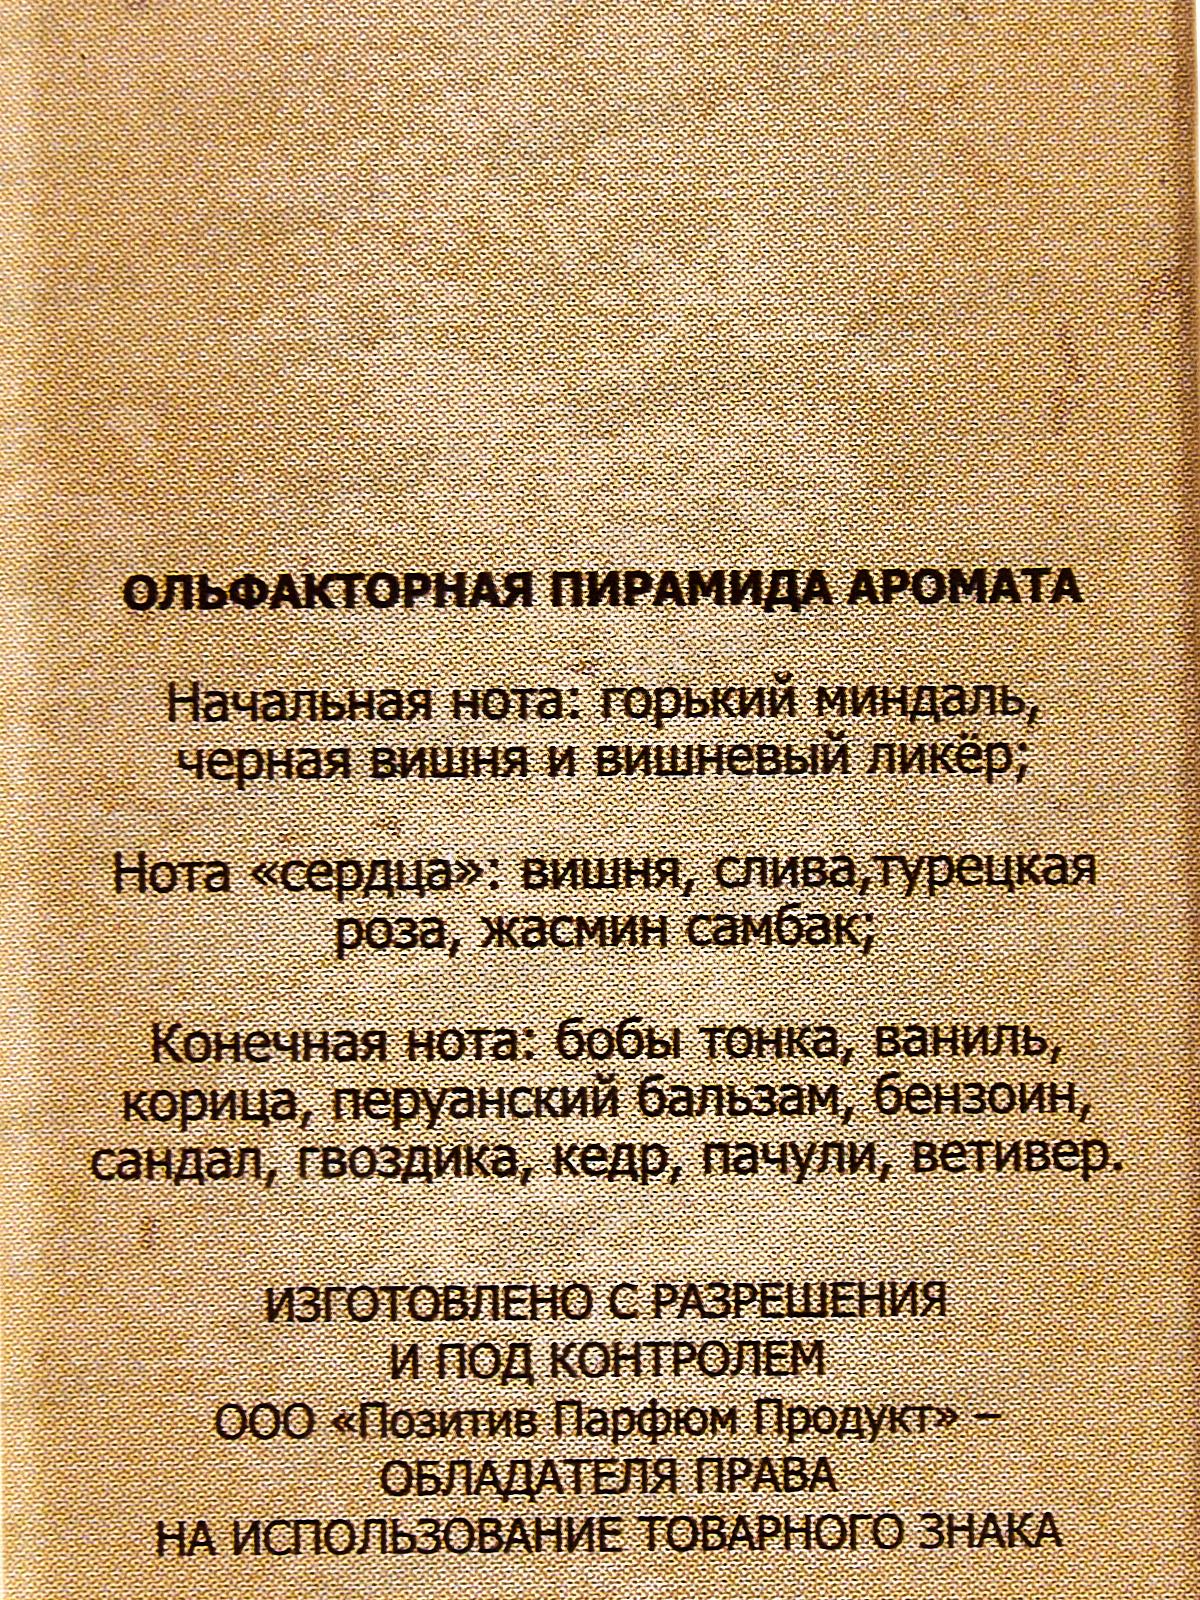 ОЛЬФАКТОРНАЯ ПИРАМИДА АРОМАТА
Начальная нота: горький миндаль,
черная вишня и вишневый ликёр;
Нота «сердца»: вишня, слива,турецкая
роза, жасмин самбак;
Конечная нота: бобы тонка, ваниль,
корица, перуанский бальзам, бензоин,
сандал, гвоздика, кедр, пачули, ветивер.
ИЗГОТОВЛЕНО С РАЗРЕШЕНИЯ
И ПОД КОНТРОЛЕМ
ООО «Позитив Парфюм Продукт» –
ОБЛАДАТЕЛЯ ПРАВА
НА ИСПОЛЬЗОВАНИЕ ТОВАРНОГО ЗНАКА